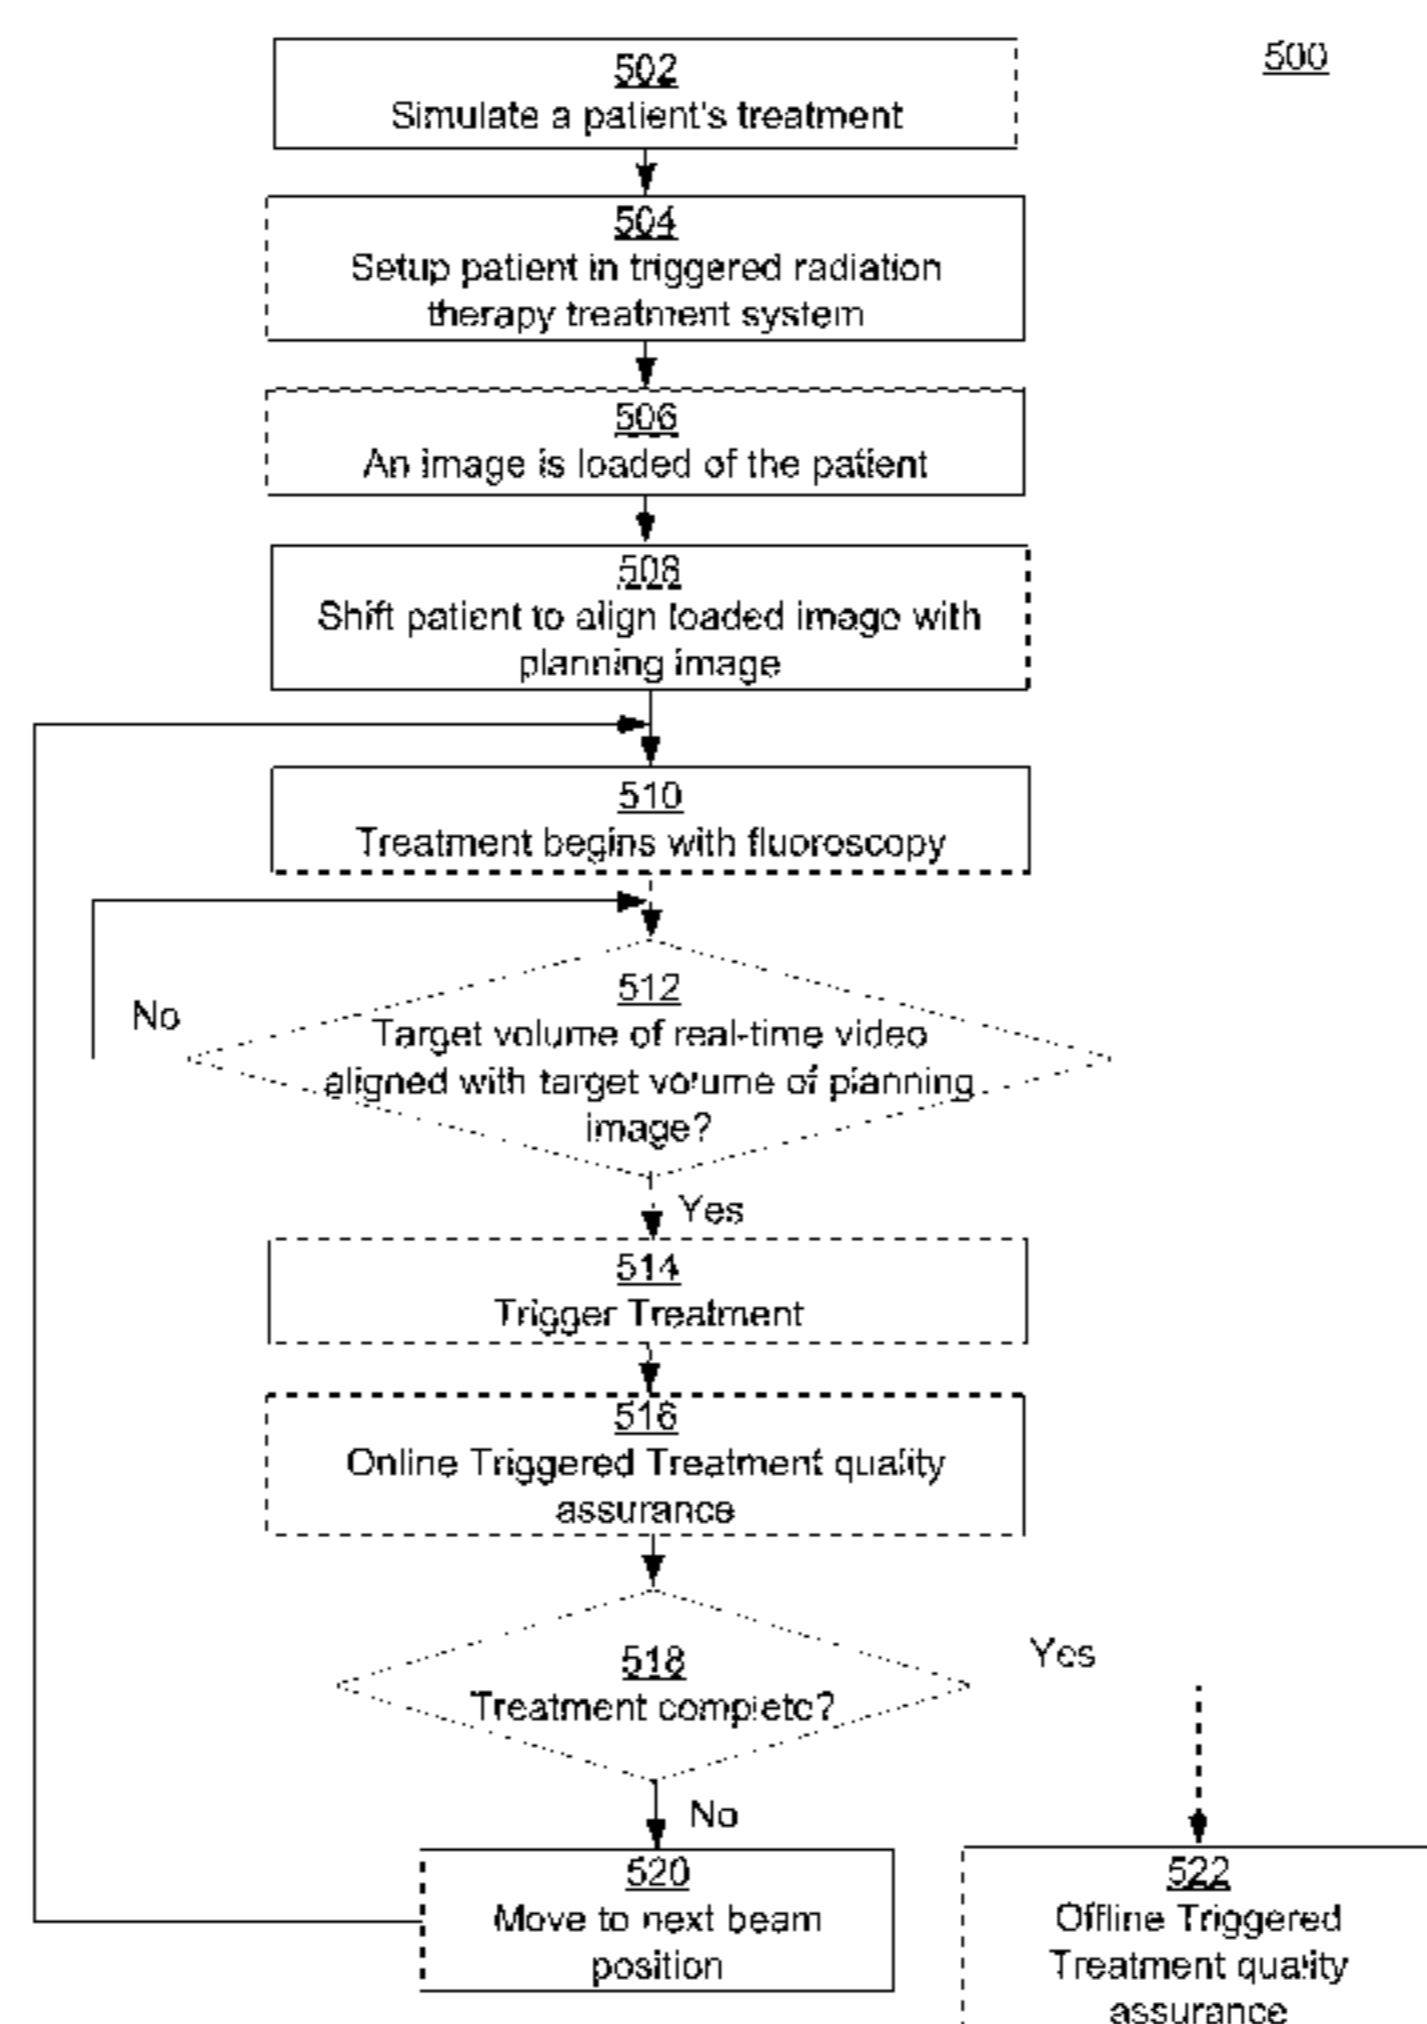 500
502
Simulate a patient's treatment
504
Setup patient in triggered radiation
therapy treatment system
506
An image is loaded of the patient
508
Shift patient to align loaded image with
planning image
510
Treatment begins with fluoroscopy
512
Target volume of real-time video
aligned with target volume of planning
image?
No
Yes
514
Trigger Treatment
516
Online Triggered Treatment quality
assurance
518
Treatment complete?
Yes
No
520
Move to next beam
position
522
Offline Triggered
Treatment quality
assurance